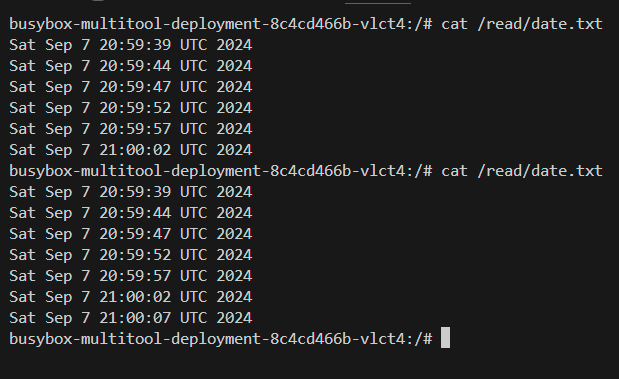 busybox-multitool-deployment-8c4cd466b-vlct4:/# cat /read/date.txt
Sat Sep 7 20:59:39 UTC 2024
Sat Sep 7 20:59:44 UTC 2024
Sat Sep 7 20:59:47 UTC 2024
Sat Sep 7 20:59:52 UTC 2024
Sat Sep 7 20:59:57 UTC 2024
Sat Sep 7 21:00:02 UTC 2024
busybox-multitool-deployment-8c4cd466b-vlct4:/# cat /read/date.txt
Sat Sep 7 20:59:39 UTC 2024
Sat Sep 7 20:59:44 UTC 2024
Sat Sep 7 20:59:47 UTC 2024
Sat Sep 7 20:59:52 UTC 2024
Sat Sep 7 20:59:57 UTC 2024
Sat Sep 7 21:00:02 UTC 2024
Sat Sep 7 21:00:07 UTC 2024
busybox-multitool-deployment-8c4cd466b-vlct4:/#